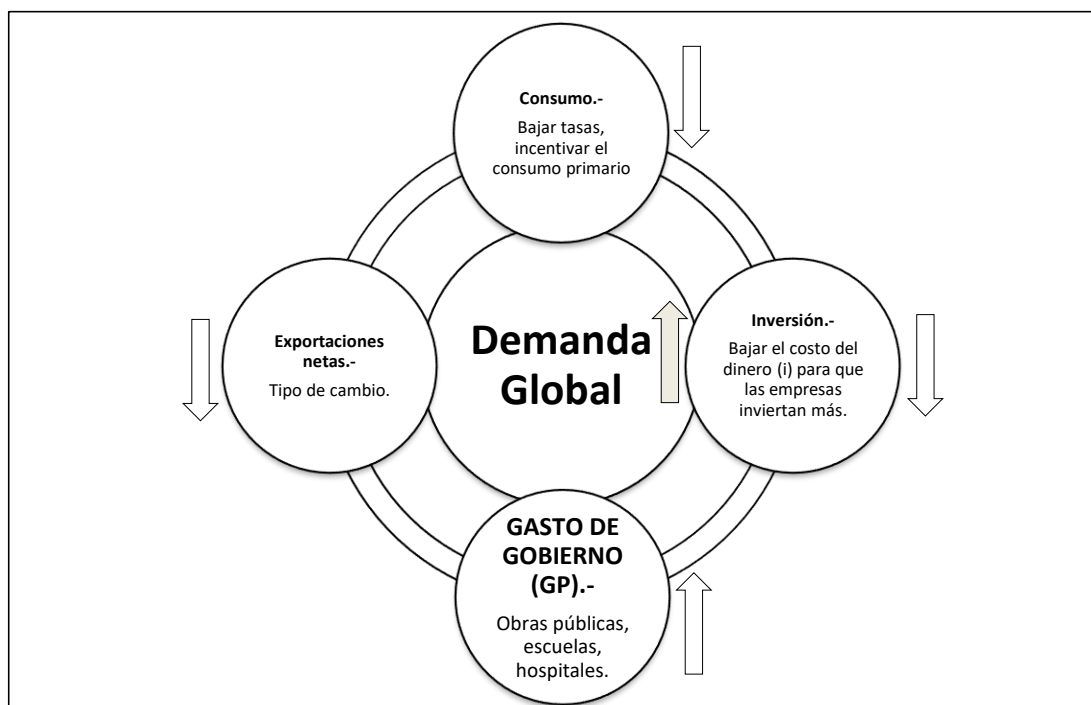 Consumo.-
Bajar tasas,
incentivar el
consumo primario
Exportaciones
netas.-
Tipo de cambio.
Demanda
Global
Inversión.-
Bajar el costo del
dinero (i) para que
las empresas
inviertan más.
GASTO DE
GOBIERNO
(GP).-
Obras públicas,
escuelas,
hospitales.